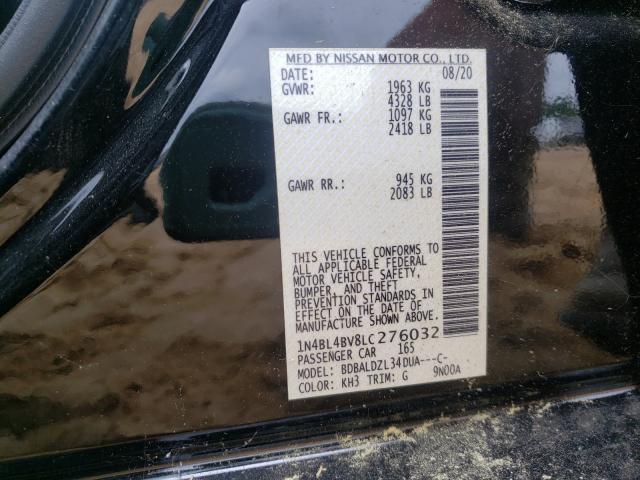 MFD BY NISSAN MOTOR CO., LTD.
DATE: 08/20
GVWR: 1963 KG
4328 LB
GAWR FR.: 1097 KG
2418 LB
GAWR RR.: 945 KG
2083 LB
THIS VEHICLE CONFORMS TO
ALL APPLICABLE FEDERAL
MOTOR VEHICLE SAFETY,
BUMPER, AND THEFT
PREVENTION STANDARDS IN
EFFECT ON THE DATE OF
MANUFACTURE SHOWN ABOVE.
1N4BL4BV8LC276032
PASSENGER CAR 165
MODEL: BDBALDZL34DUA---C-
COLOR: KH3 TRIM: G 9N00A